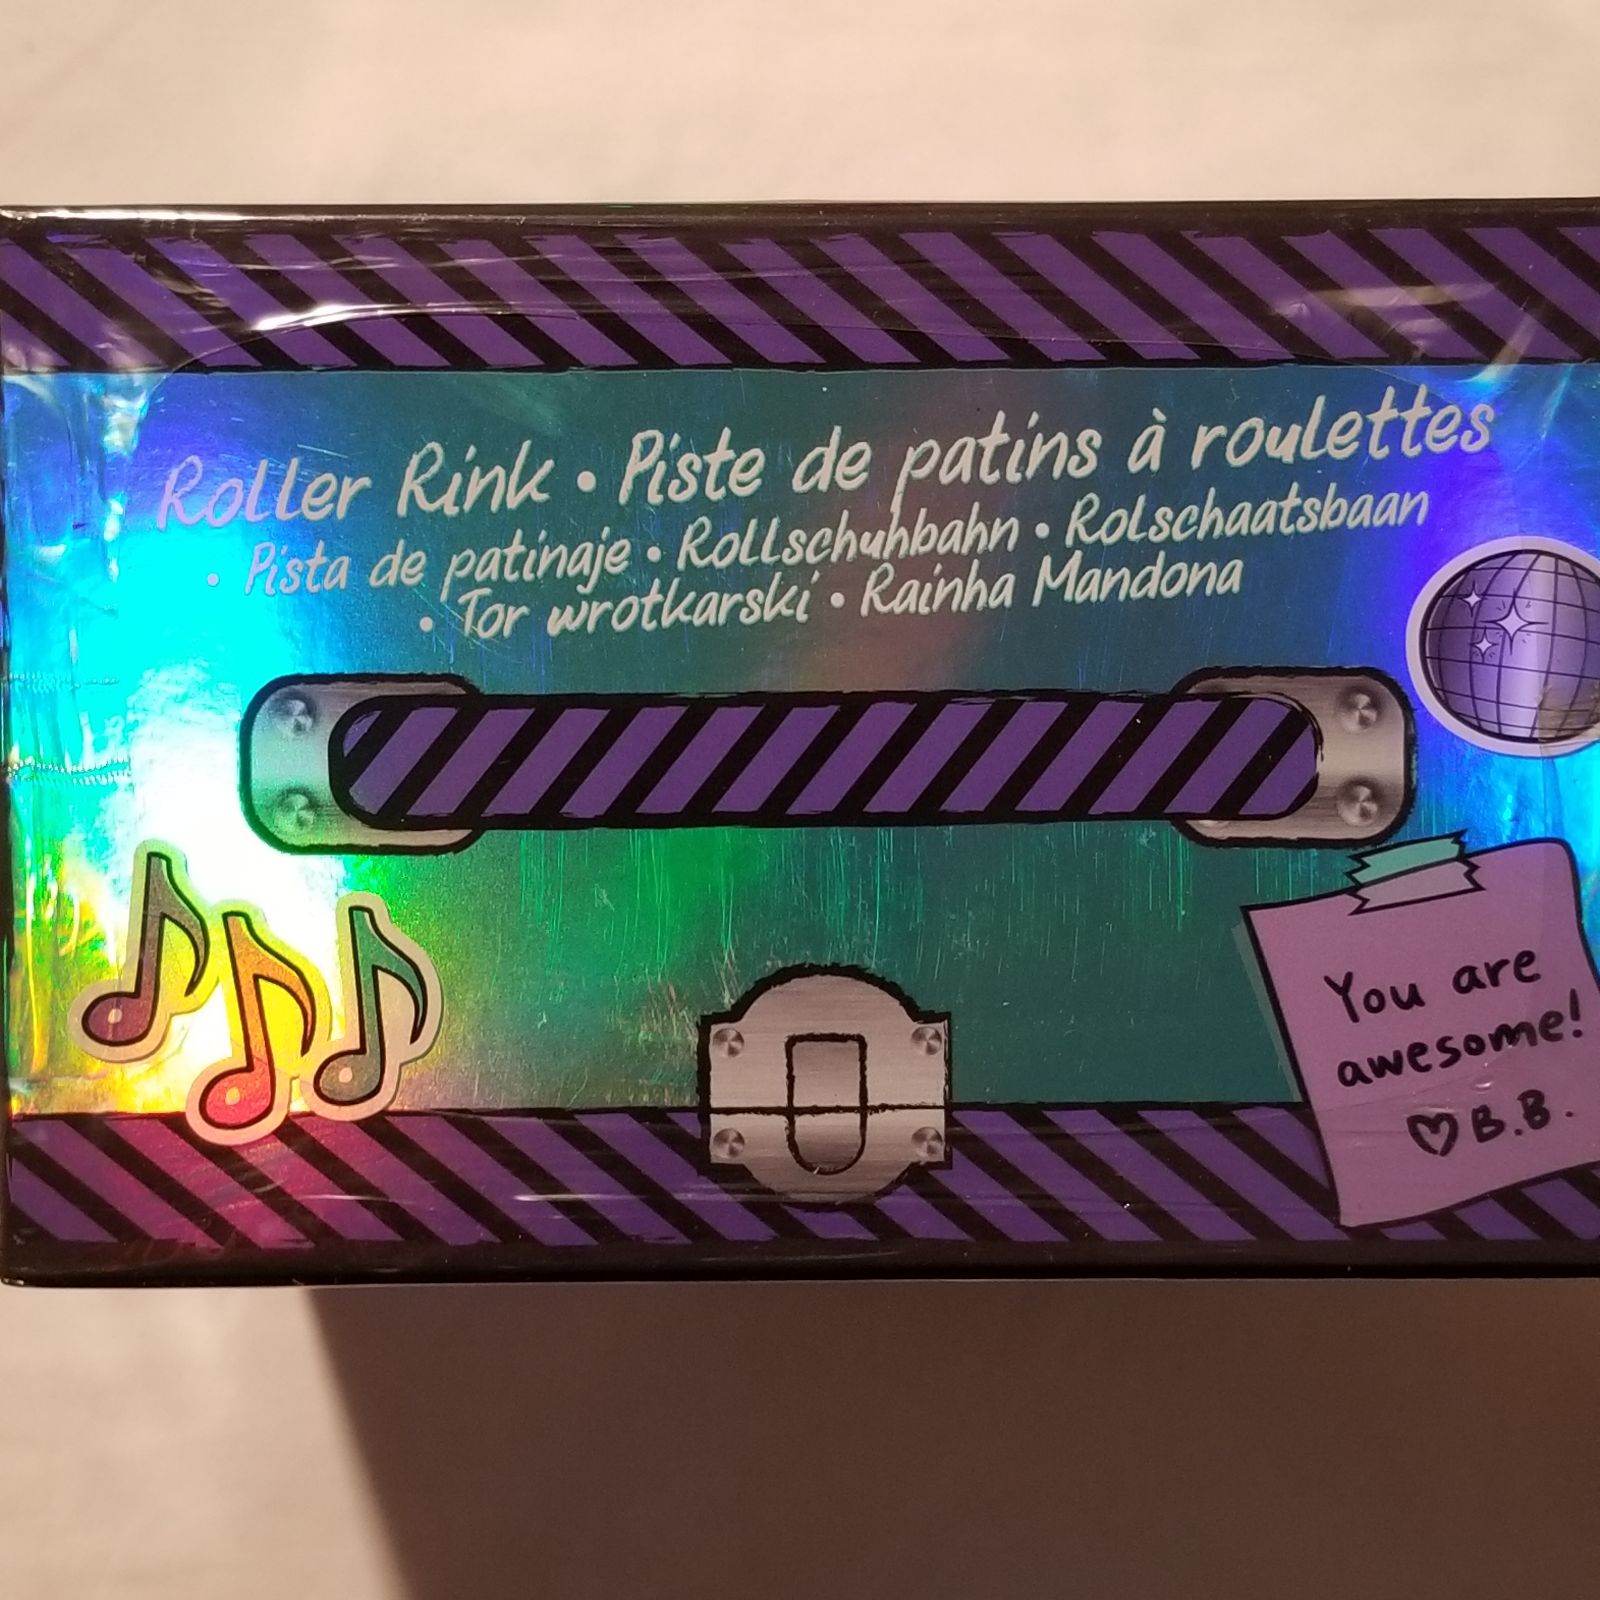 Roller Rink • Piste de patins à roulettes
• Pista de patinaje • Rollschuhbahn • Rolschaatsbaan
• Tor wrotkarski • Rainha Mandona
You are
awesome!
♡ B.B.